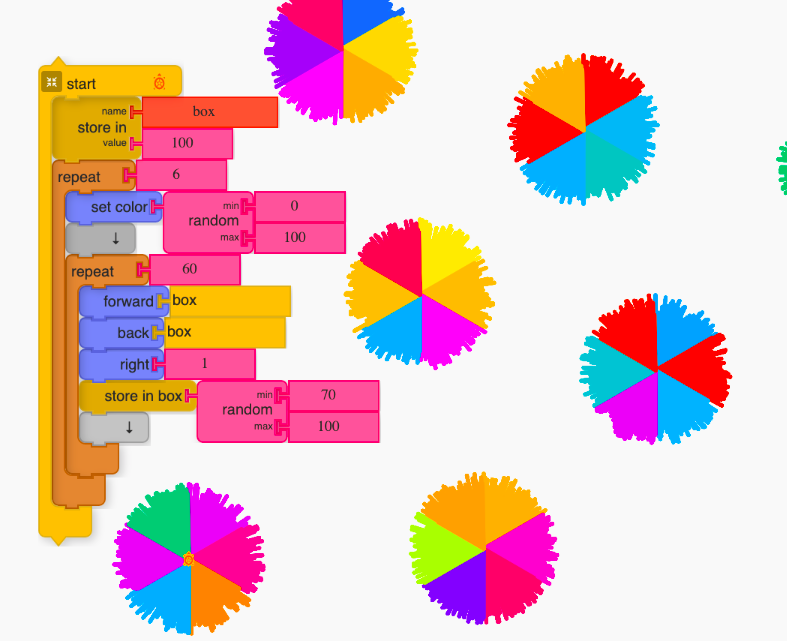 start
name box
store in
value 100
repeat 6
set color min 0
random
max 100
↓
repeat 60
forward box
back box
right 1
store in box min 70
random
max 100
↓